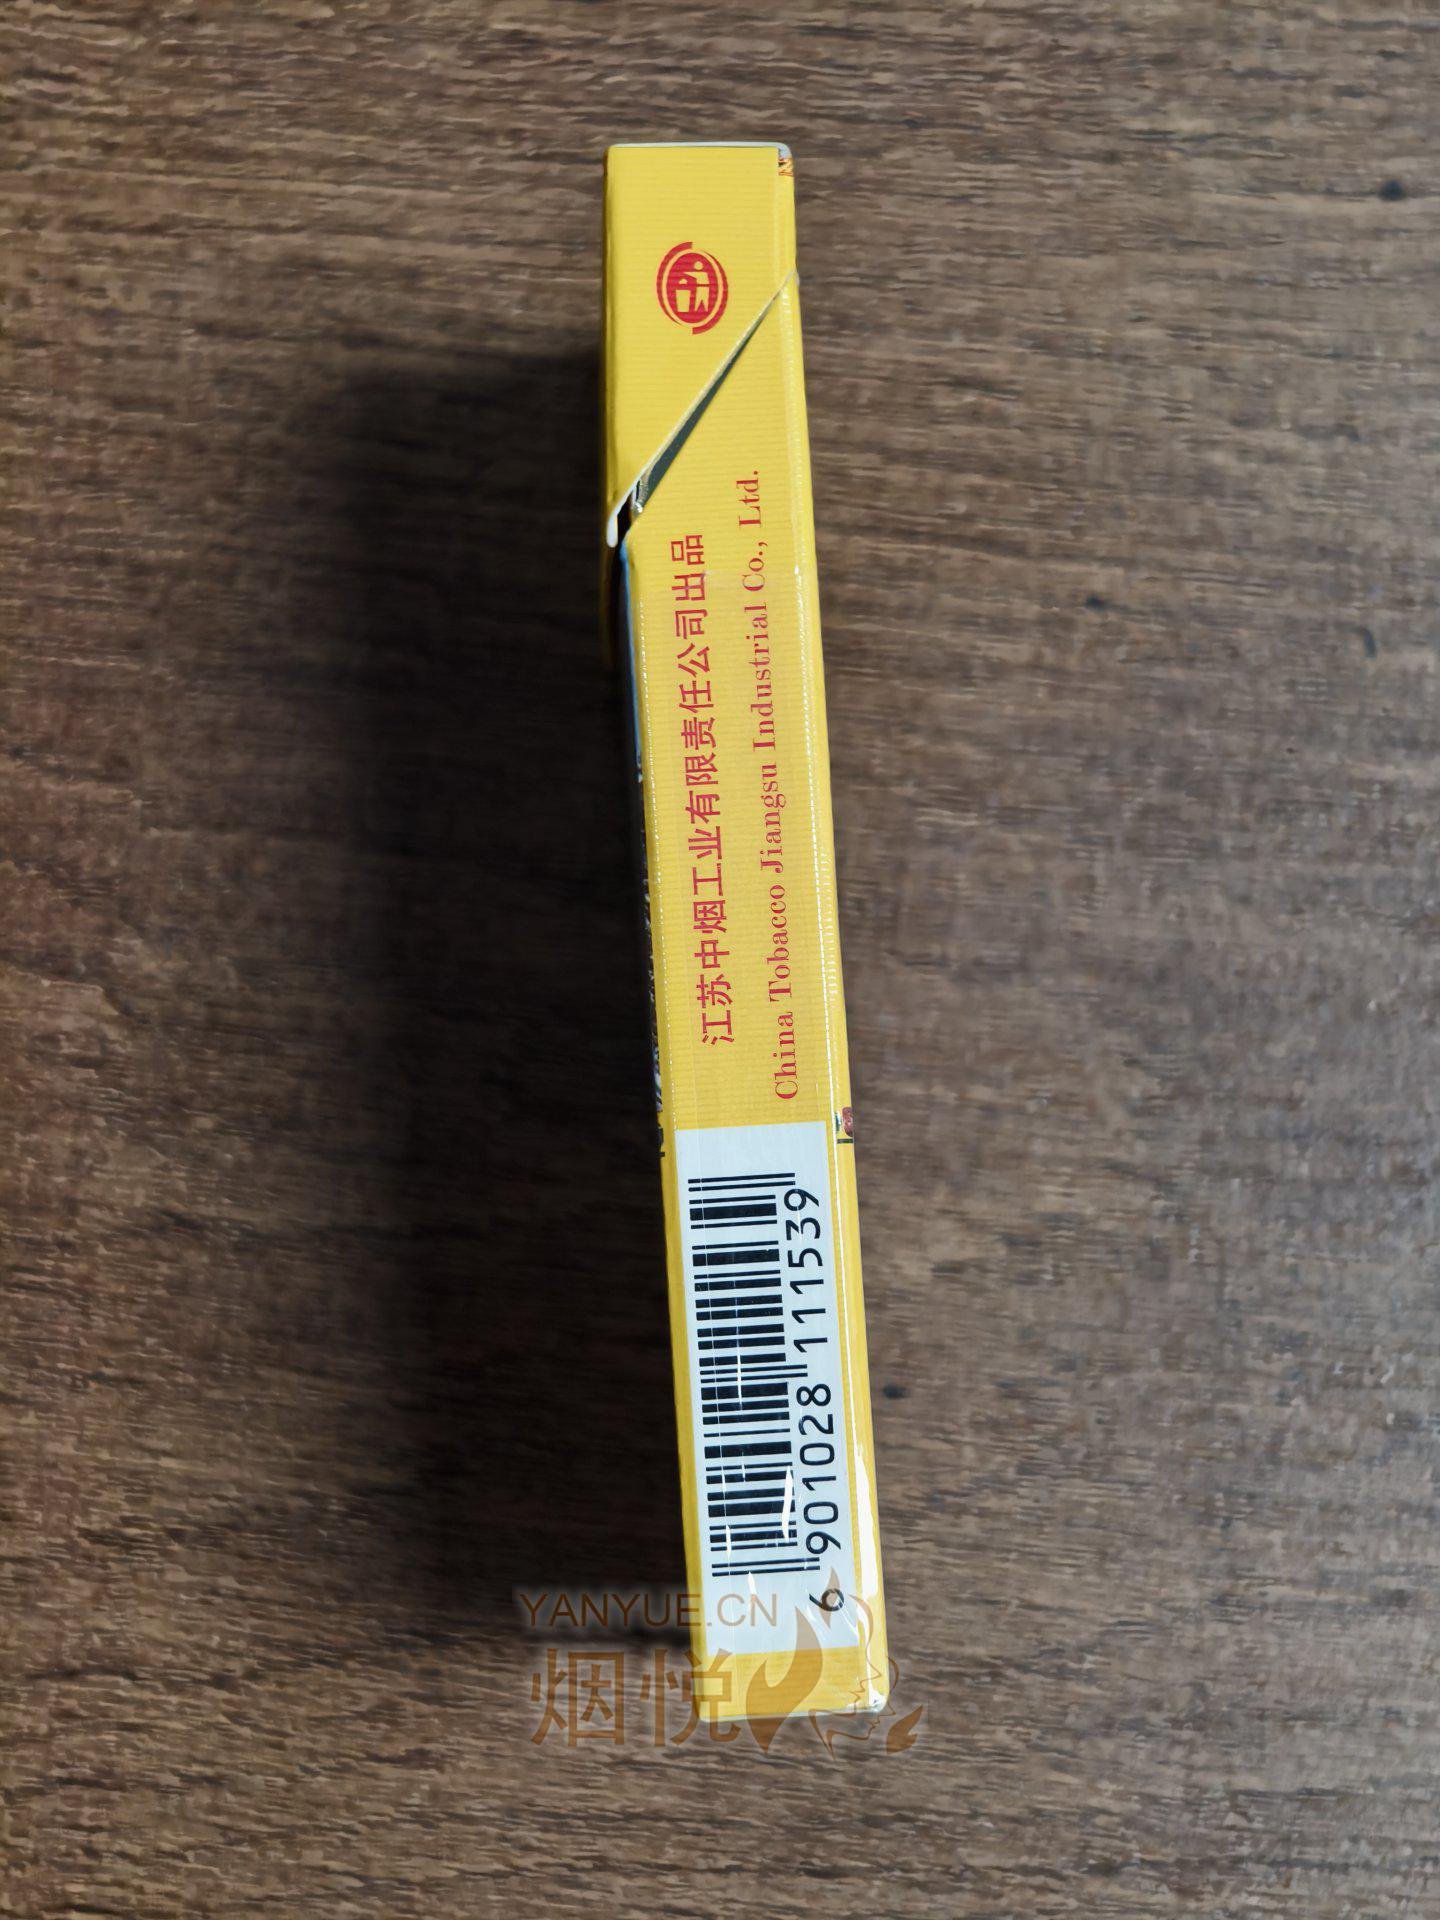 江苏中烟工业有限责任公司出品
China Tobacco Jiangsu Industrial Co., Ltd.
6 901028 111539
YANYUE.CN
烟悦